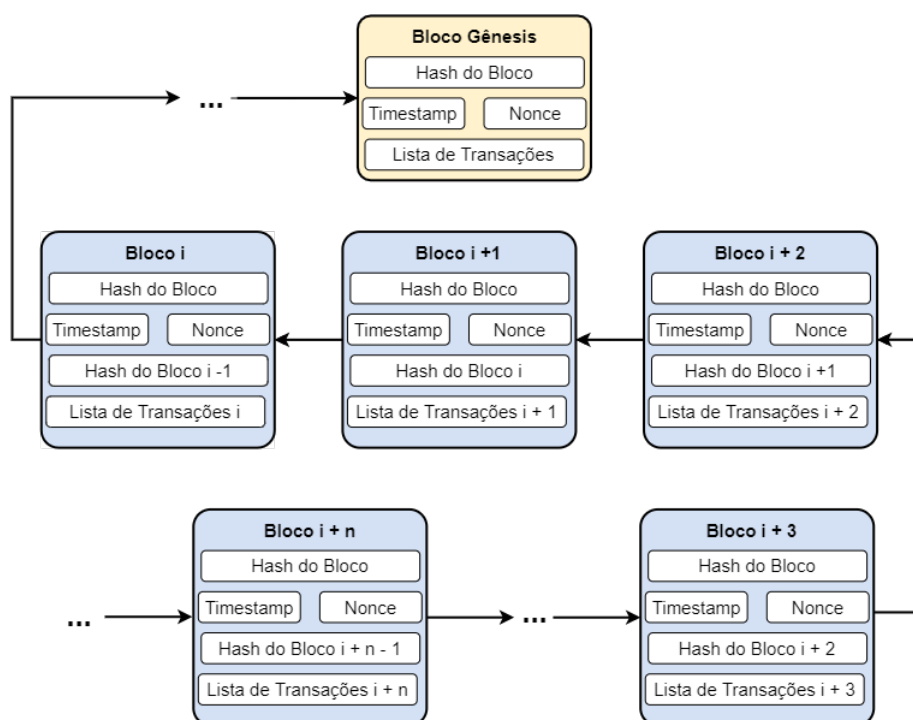 Bloco Gênesis
Hash do Bloco
Timestamp Nonce
Lista de Transações
...
Bloco i
Hash do Bloco
Timestamp Nonce
Hash do Bloco i -1
Lista de Transações i
Bloco i +1
Hash do Bloco
Timestamp Nonce
Hash do Bloco i
Lista de Transações i + 1
Bloco i + 2
Hash do Bloco
Timestamp Nonce
Hash do Bloco i +1
Lista de Transações i + 2
...
Bloco i + n
Hash do Bloco
Timestamp Nonce
Hash do Bloco i + n - 1
Lista de Transações i + n
...
Bloco i + 3
Hash do Bloco
Timestamp Nonce
Hash do Bloco i + 2
Lista de Transações i + 3